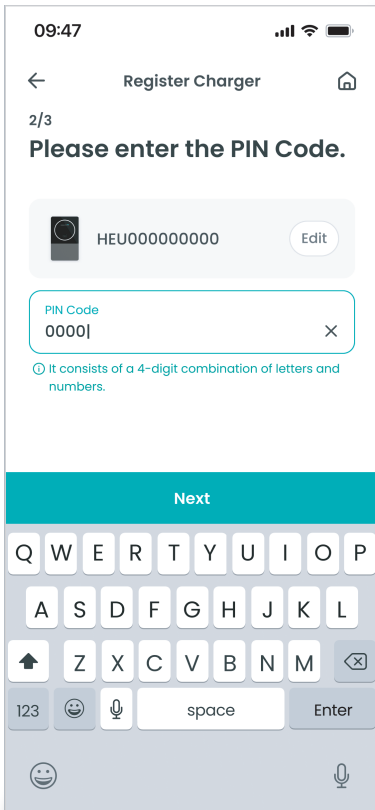 09:47
Register Charger
2/3
Please enter the PIN Code.
HEU000000000
Edit
PIN Code
0000
It consists of a 4-digit combination of letters and
numbers.
Next
Q W E R T Y U I O P
A S D F G H J K L
Z X C V B N M
123 space Enter